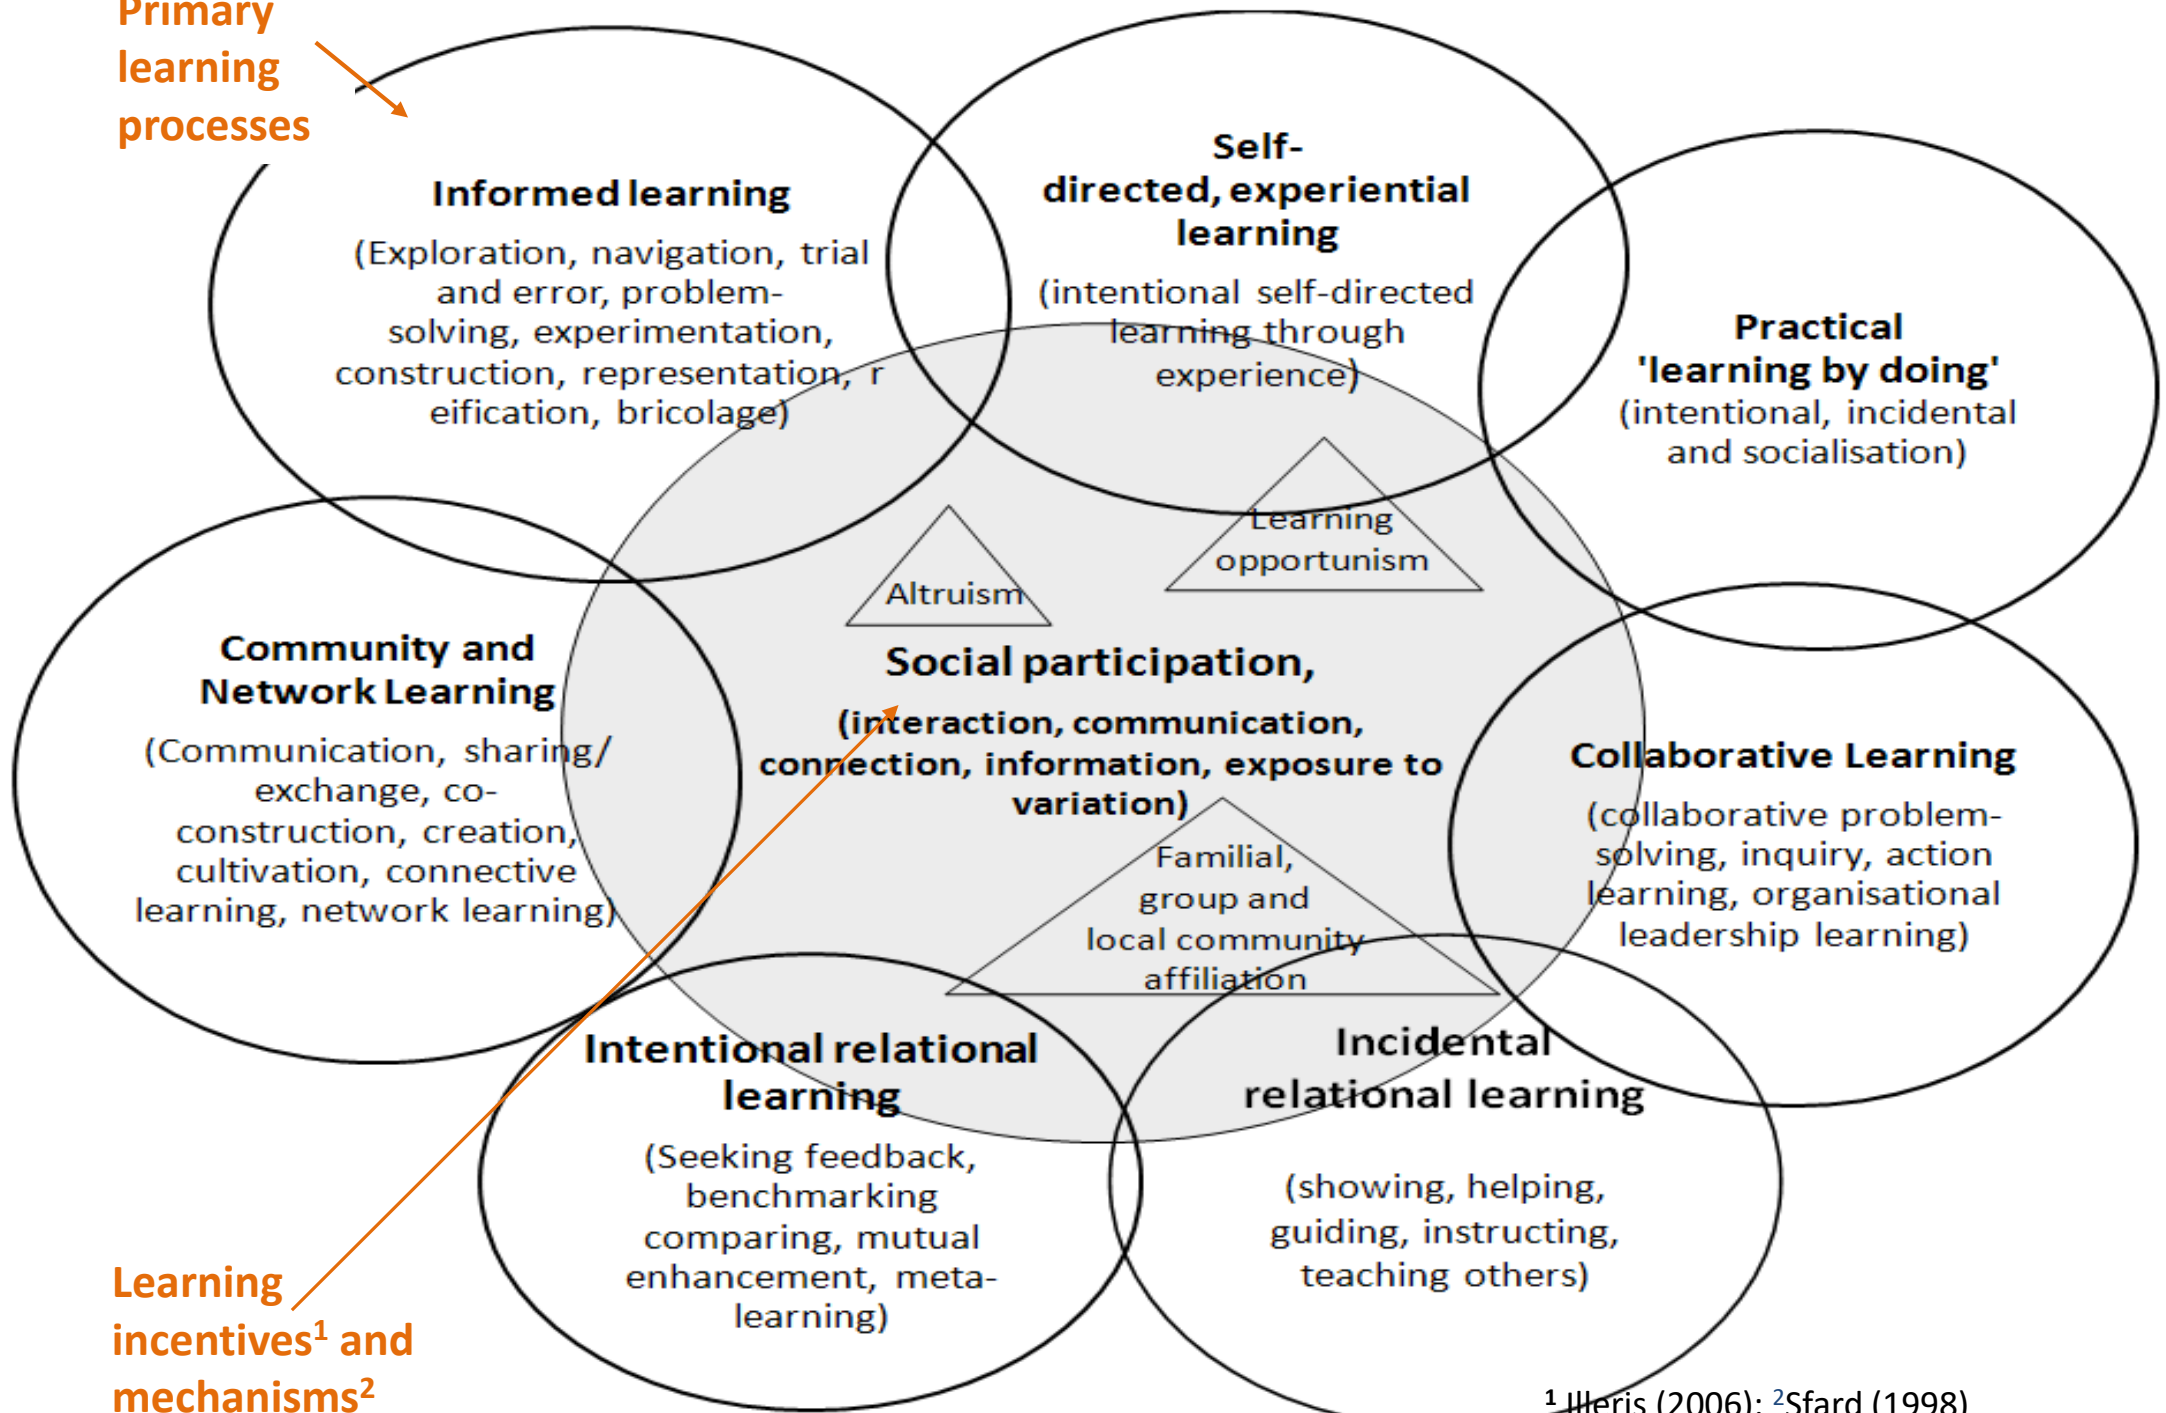 Primary
learning
processes
Informed learning
(Exploration, navigation, trial
and error, problem-
solving, experimentation,
construction, representation, r
eification, bricolage)
Self-
directed, experiential
learning
(intentional self-directed
learning through
experience)
Practical
'learning by doing'
(intentional, incidental
and socialisation)
Learning
opportunism
Altruism
Community and
Network Learning
(Communication, sharing/
exchange, co-
construction, creation,
cultivation, connective
learning, network learning)
Social participation,
(interaction, communication,
connection, information, exposure to
variation)
Familial,
group and
local community
affiliation
Collaborative Learning
(collaborative problem-
solving, inquiry, action
learning, organisational
leadership learning)
Intentional relational
learning
(Seeking feedback,
benchmarking
comparing, mutual
enhancement, meta-
learning)
Incidental
relational learning
(showing, helping,
guiding, instructing,
teaching others)
Learning
incentives¹ and
mechanisms²
¹ Illeris (2006); ²Sfard (1998)